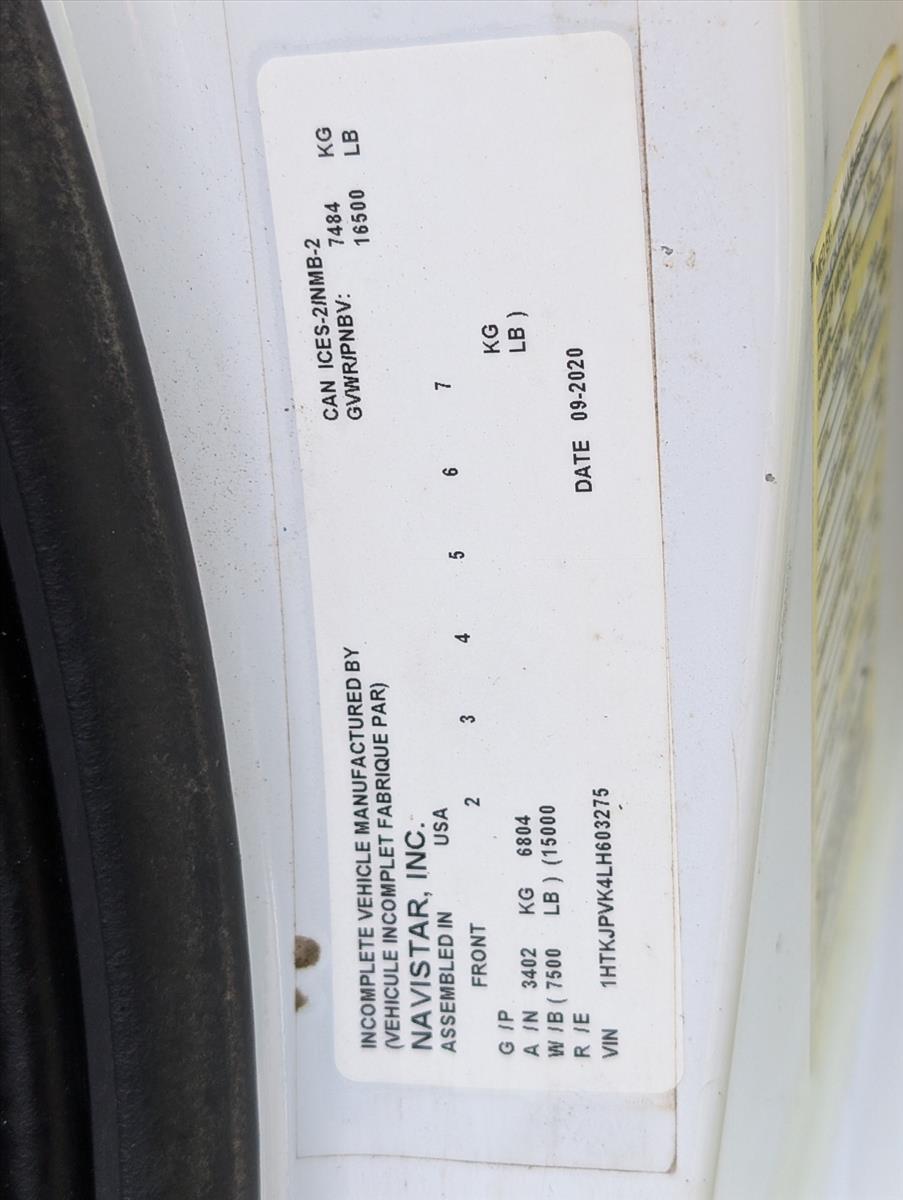 INCOMPLETE VEHICLE MANUFACTURED BY
(VEHICULE INCOMPLET FABRIQUE PAR)
NAVISTAR, INC.
ASSEMBLED IN USA
CAN ICES-2/NMB-2
GVWR/PNBV: 7484 KG
16500 LB
FRONT 2 3 4 5 6 7
G /P
A /N 3402 KG 6804 KG
W /B ( 7500 LB ) (15000 LB )
R /E
DATE 09-2020
VIN 1HTKJPVK4LH603275